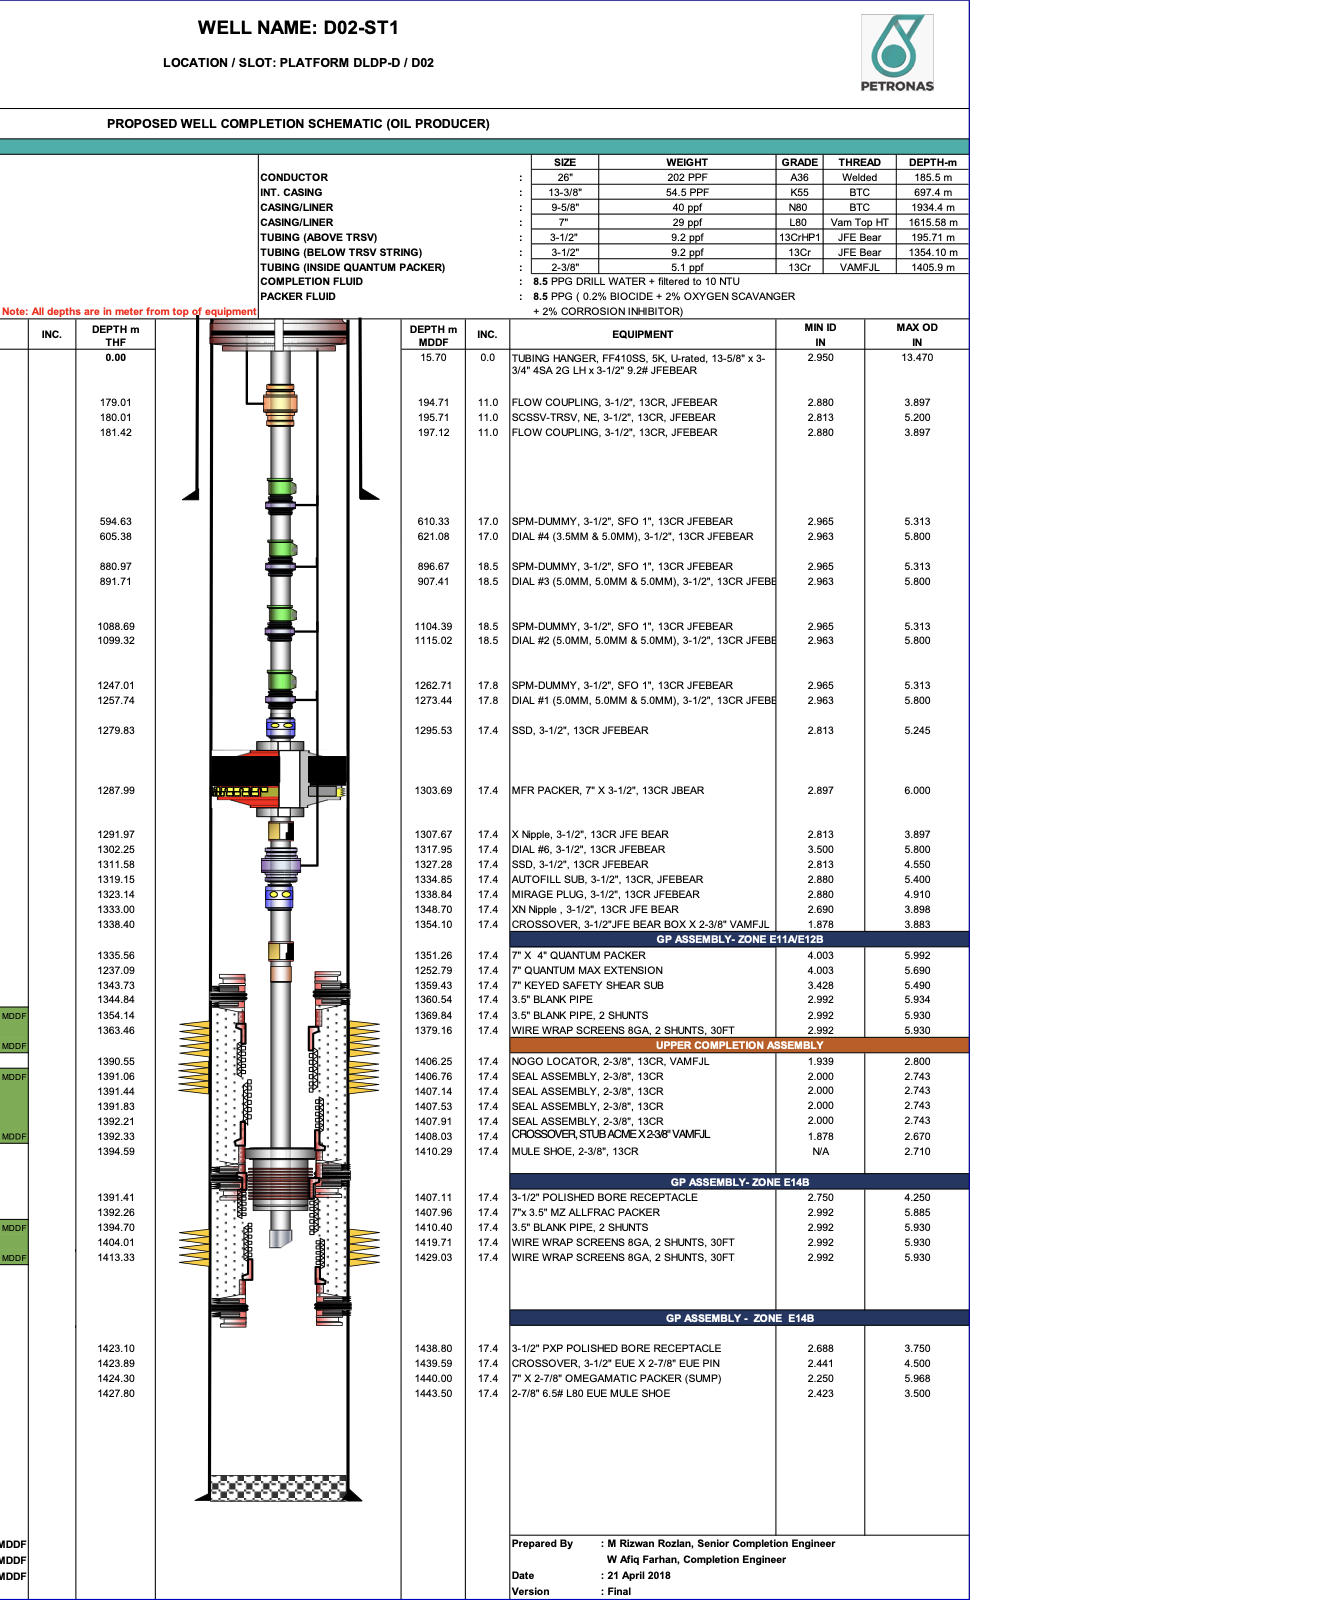 WELL NAME: D02-ST1
LOCATION / SLOT: PLATFORM DLDP-D / D02
PETRONAS
PROPOSED WELL COMPLETION SCHEMATIC (OIL PRODUCER)
SIZE WEIGHT GRADE THREAD DEPTH-m
CONDUCTOR : 26" 202 PPF A36 Welded 185.5 m
INT. CASING : 13-3/8" 54.5 PPF K55 BTC 697.4 m
CASING/LINER : 9-5/8" 40 ppf N80 BTC 1934.4 m
CASING/LINER : 7" 29 ppf L80 Vam Top HT 1615.58 m
TUBING (ABOVE TRSV) : 3-1/2" 9.2 ppf 13CrHP1 JFE Bear 195.71 m
TUBING (BELOW TRSV STRING) : 3-1/2" 9.2 ppf 13Cr JFE Bear 1354.10 m
TUBING (INSIDE QUANTUM PACKER) : 2-3/8" 5.1 ppf 13Cr VAMFJL 1405.9 m
COMPLETION FLUID : 8.5 PPG DRILL WATER + filtered to 10 NTU
PACKER FLUID : 8.5 PPG ( 0.2% BIOCIDE + 2% OXYGEN SCAVANGER
Note: All depths are in meter from top of equipment + 2% CORROSION INHIBITOR)
INC. DEPTH m DEPTH m INC. EQUIPMENT MIN ID MAX OD
THF MDDF IN IN
0.00 15.70 0.0 TUBING HANGER, FF410SS, 5K, U-rated, 13-5/8" x 3- 2.950 13.470
3/4" 4SA 2G LH x 3-1/2" 9.2# JFEBEAR
179.01 194.71 11.0 FLOW COUPLING, 3-1/2", 13CR, JFEBEAR 2.880 3.897
180.01 195.71 11.0 SCSSV-TRSV, NE, 3-1/2", 13CR, JFEBEAR 2.813 5.200
181.42 197.12 11.0 FLOW COUPLING, 3-1/2", 13CR, JFEBEAR 2.880 3.897
594.63 610.33 17.0 SPM-DUMMY, 3-1/2", SFO 1", 13CR JFEBEAR 2.965 5.313
605.38 621.08 17.0 DIAL #4 (3.5MM & 5.0MM), 3-1/2", 13CR JFEBEAR 2.963 5.800
880.97 896.67 18.5 SPM-DUMMY, 3-1/2", SFO 1", 13CR JFEBEAR 2.965 5.313
891.71 907.41 18.5 DIAL #3 (5.0MM, 5.0MM & 5.0MM), 3-1/2", 13CR JFEBE 2.963 5.800
1088.69 1104.39 18.5 SPM-DUMMY, 3-1/2", SFO 1", 13CR JFEBEAR 2.965 5.313
1099.32 1115.02 18.5 DIAL #2 (5.0MM, 5.0MM & 5.0MM), 3-1/2", 13CR JFEBE 2.963 5.800
1247.01 1262.71 17.8 SPM-DUMMY, 3-1/2", SFO 1", 13CR JFEBEAR 2.965 5.313
1257.74 1273.44 17.8 DIAL #1 (5.0MM, 5.0MM & 5.0MM), 3-1/2", 13CR JFEBE 2.963 5.800
1279.83 1295.53 17.4 SSD, 3-1/2", 13CR JFEBEAR 2.813 5.245
1287.99 1303.69 17.4 MFR PACKER, 7" X 3-1/2", 13CR JBEAR 2.897 6.000
1291.97 1307.67 17.4 X Nipple, 3-1/2", 13CR JFE BEAR 2.813 3.897
1302.25 1317.95 17.4 DIAL #6, 3-1/2", 13CR JFEBEAR 3.500 5.800
1311.58 1327.28 17.4 SSD, 3-1/2", 13CR JFEBEAR 2.813 4.550
1319.15 1334.85 17.4 AUTOFILL SUB, 3-1/2", 13CR, JFEBEAR 2.880 5.400
1323.14 1338.84 17.4 MIRAGE PLUG, 3-1/2", 13CR JFEBEAR 2.880 4.910
1333.00 1348.70 17.4 XN Nipple , 3-1/2", 13CR JFE BEAR 2.690 3.898
1338.40 1354.10 17.4 CROSSOVER, 3-1/2"JFE BEAR BOX X 2-3/8" VAMFJL 1.878 3.883
GP ASSEMBLY- ZONE E11A/E12B
1335.56 1351.26 17.4 7" X 4" QUANTUM PACKER 4.003 5.992
1237.09 1252.79 17.4 7" QUANTUM MAX EXTENSION 4.003 5.690
1343.73 1359.43 17.4 7" KEYED SAFETY SHEAR SUB 3.428 5.490
1344.84 1360.54 17.4 3.5" BLANK PIPE 2.992 5.934
MDDF 1354.14 1369.84 17.4 3.5" BLANK PIPE, 2 SHUNTS 2.992 5.930
1363.46 1379.16 17.4 WIRE WRAP SCREENS 8GA, 2 SHUNTS, 30FT 2.992 5.930
MDDF UPPER COMPLETION ASSEMBLY
1390.55 1406.25 17.4 NOGO LOCATOR, 2-3/8", 13CR, VAMFJL 1.939 2.800
MDDF 1391.06 1406.76 17.4 SEAL ASSEMBLY, 2-3/8", 13CR 2.000 2.743
1391.44 1407.14 17.4 SEAL ASSEMBLY, 2-3/8", 13CR 2.000 2.743
1391.83 1407.53 17.4 SEAL ASSEMBLY, 2-3/8", 13CR 2.000 2.743
1392.21 1407.91 17.4 SEAL ASSEMBLY, 2-3/8", 13CR 2.000 2.743
MDDF 1392.33 1408.03 17.4 CROSSOVER, STUB ACME X 2-3/8" VAMFJL 1.878 2.670
1394.59 1410.29 17.4 MULE SHOE, 2-3/8", 13CR N/A 2.710
GP ASSEMBLY- ZONE E14B
1391.41 1407.11 17.4 3-1/2" POLISHED BORE RECEPTACLE 2.750 4.250
1392.26 1407.96 17.4 7"x 3.5" MZ ALLFRAC PACKER 2.992 5.885
MDDF 1394.70 1410.40 17.4 3.5" BLANK PIPE, 2 SHUNTS 2.992 5.930
1404.01 1419.71 17.4 WIRE WRAP SCREENS 8GA, 2 SHUNTS, 30FT 2.992 5.930
MDDF 1413.33 1429.03 17.4 WIRE WRAP SCREENS 8GA, 2 SHUNTS, 30FT 2.992 5.930
GP ASSEMBLY - ZONE E14B
1423.10 1438.80 17.4 3-1/2" PXP POLISHED BORE RECEPTACLE 2.688 3.750
1423.89 1439.59 17.4 CROSSOVER, 3-1/2" EUE X 2-7/8" EUE PIN 2.441 4.500
1424.30 1440.00 17.4 7" X 2-7/8" OMEGAMATIC PACKER (SUMP) 2.250 5.968
1427.80 1443.50 17.4 2-7/8" 6.5# L80 EUE MULE SHOE 2.423 3.500
MDDF Prepared By : M Rizwan Rozlan, Senior Completion Engineer
MDDF W Afiq Farhan, Completion Engineer
MDDF Date : 21 April 2018
Version : Final